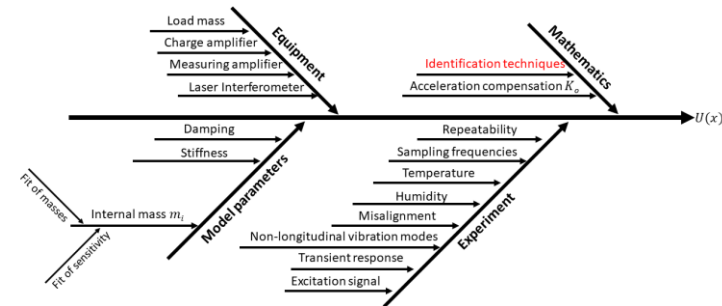 Load mass
Charge amplifier
Measuring amplifier
Laser Interferometer
Equipment
Identification techniques
Acceleration compensation Kₒ
Mathematics
U(x)
Damping
Stiffness
Internal mass mᵢ
Fit of masses
Fit of sensitivity
Model parameters
Repeatability
Sampling frequencies
Temperature
Humidity
Misalignment
Non-longitudinal vibration modes
Transient response
Excitation signal
Experiment